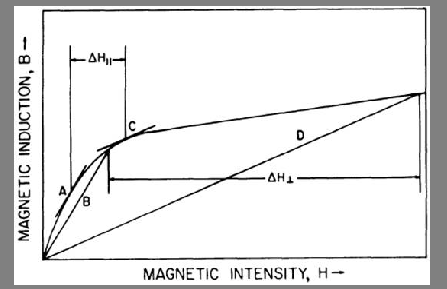 ΔH||
C
A
B
D
ΔH⊥
MAGNETIC INDUCTION, B→
MAGNETIC INTENSITY, H→